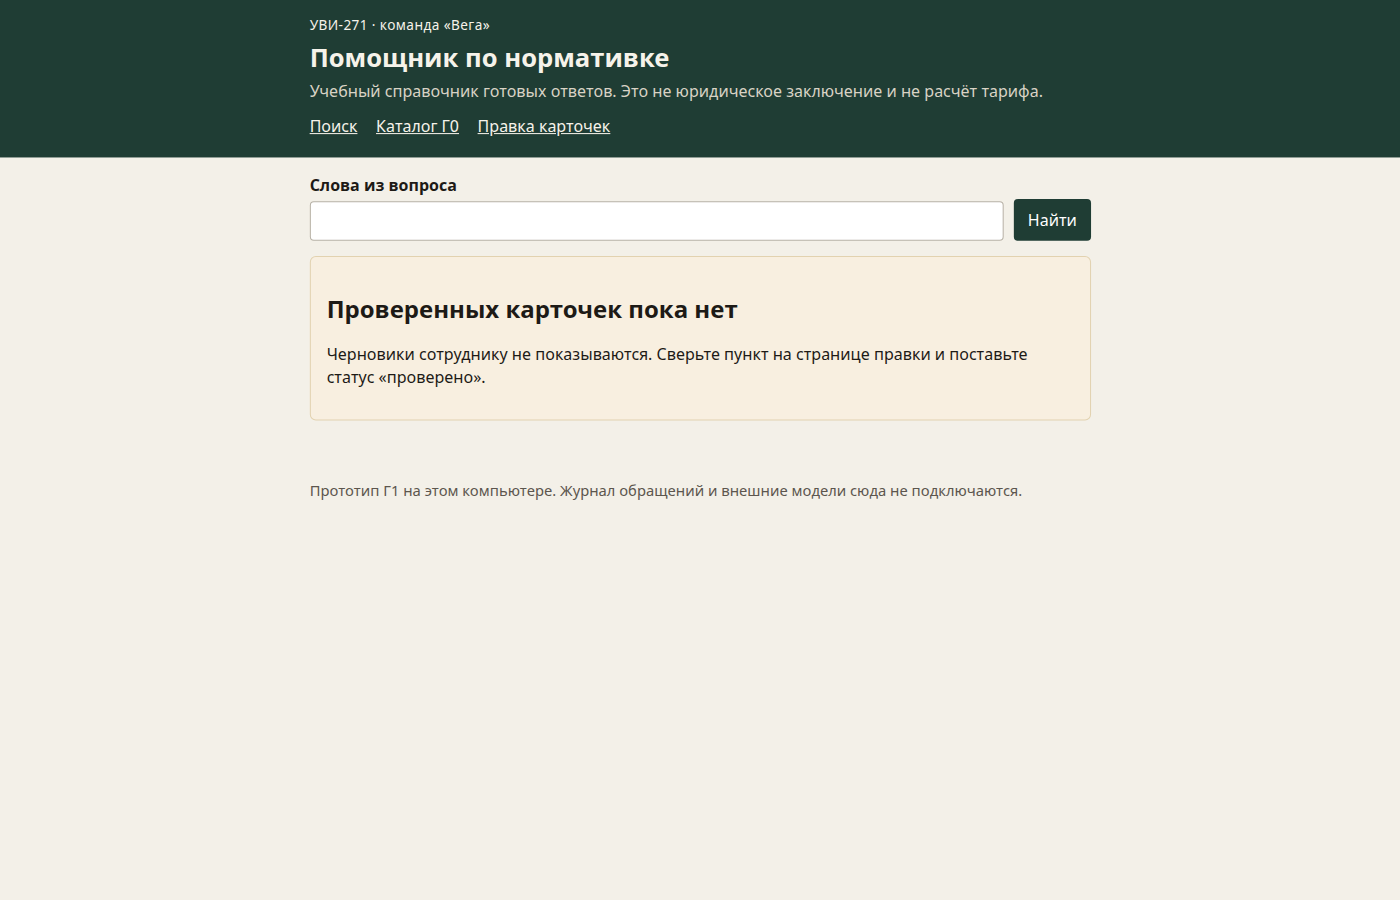 УВИ-271 · команда «Вега»
Помощник по нормативке
Учебный справочник готовых ответов. Это не юридическое заключение и не расчёт тарифа.
Поиск Каталог Г0 Правка карточек
Слова из вопроса
Найти
Проверенных карточек пока нет
Черновики сотруднику не показываются. Сверьте пункт на странице правки и поставьте
статус «проверено».
Прототип Г1 на этом компьютере. Журнал обращений и внешние модели сюда не подключаются.